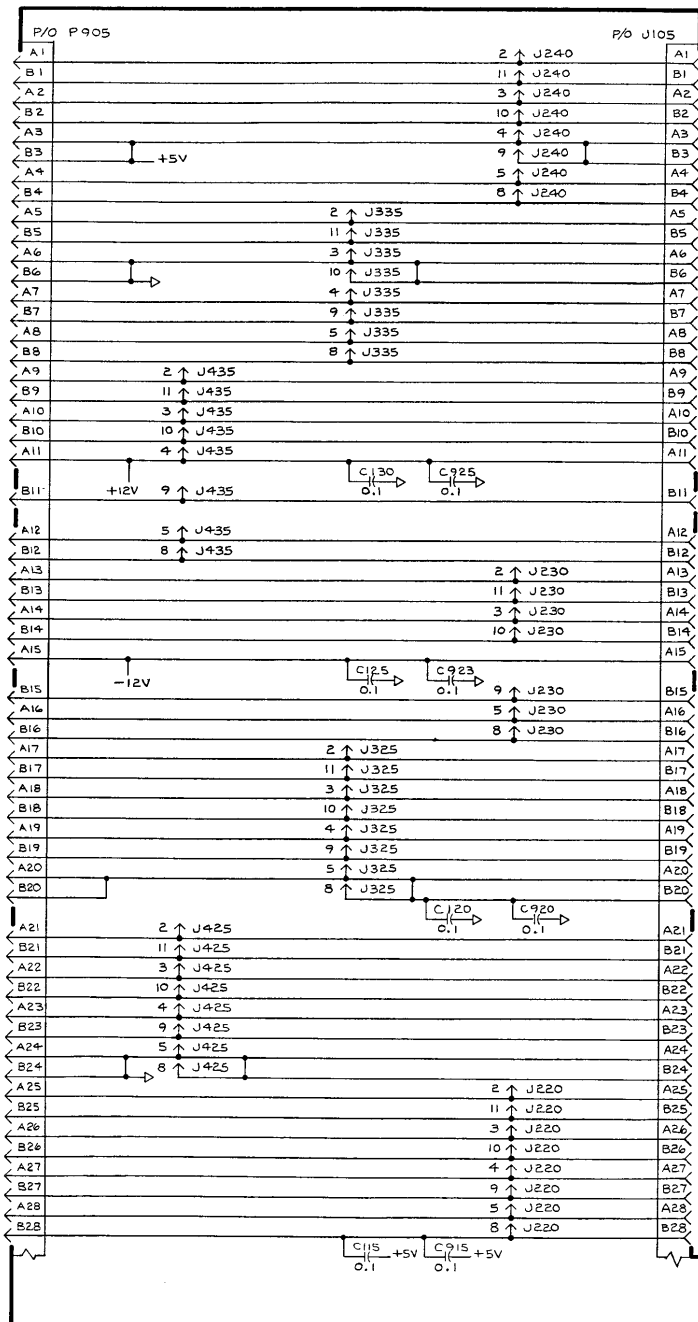 P/O P905 P/O J105
A1 2 ↑ J240 A1
B1 11 ↑ J240 B1
A2 3 ↑ J240 A2
B2 10 ↑ J240 B2
A3 4 ↑ J240 A3
B3 +5V 9 ↑ J240 B3
A4 5 ↑ J240 A4
B4 8 ↑ J240 B4
A5 2 ↑ J335 A5
B5 11 ↑ J335 B5
A6 3 ↑ J335 A6
B6 10 ↑ J335 B6
A7 4 ↑ J335 A7
B7 9 ↑ J335 B7
A8 5 ↑ J335 A8
B8 8 ↑ J335 B8
A9 2 ↑ J435 A9
B9 11 ↑ J435 B9
A10 3 ↑ J435 A10
B10 10 ↑ J435 B10
A11 4 ↑ J435 A11
C130 C925
0.1 0.1
B11 +12V 9 ↑ J435 B11
A12 5 ↑ J435 A12
B12 8 ↑ J435 B12
A13 2 ↑ J230 A13
B13 11 ↑ J230 B13
A14 3 ↑ J230 A14
B14 10 ↑ J230 B14
A15 A15
C125 C923
-12V 0.1 0.1
B15 9 ↑ J230 B15
A16 5 ↑ J230 A16
B16 8 ↑ J230 B16
A17 2 ↑ J325 A17
B17 11 ↑ J325 B17
A18 3 ↑ J325 A18
B18 10 ↑ J325 B18
A19 4 ↑ J325 A19
B19 9 ↑ J325 B19
A20 5 ↑ J325 A20
B20 8 ↑ J325 B20
C120 C920
0.1 0.1
A21 2 ↑ J425 A21
B21 11 ↑ J425 B21
A22 3 ↑ J425 A22
B22 10 ↑ J425 B22
A23 4 ↑ J425 A23
B23 9 ↑ J425 B23
A24 5 ↑ J425 A24
B24 8 ↑ J425 B24
A25 2 ↑ J220 A25
B25 11 ↑ J220 B25
A26 3 ↑ J220 A26
B26 10 ↑ J220 B26
A27 4 ↑ J220 A27
B27 9 ↑ J220 B27
A28 5 ↑ J220 A28
B28 8 ↑ J220 B28
C115 +5V C915 +5V
0.1 0.1